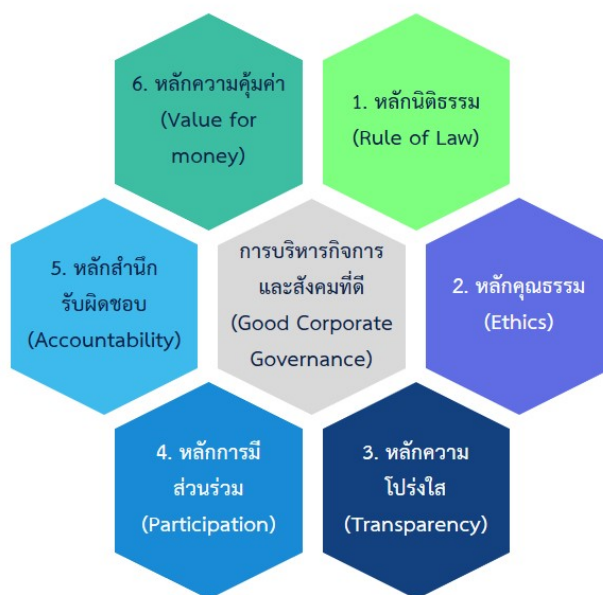 6. หลักความคุ้มค่า
(Value for
money)
1. หลักนิติธรรม
(Rule of Law)
5. หลักสำนึก
รับผิดชอบ
(Accountability)
การบริหารกิจการ
และสังคมที่ดี
(Good Corporate
Governance)
2. หลักคุณธรรม
(Ethics)
4. หลักการมี
ส่วนร่วม
(Participation)
3. หลักความ
โปร่งใส
(Transparency)